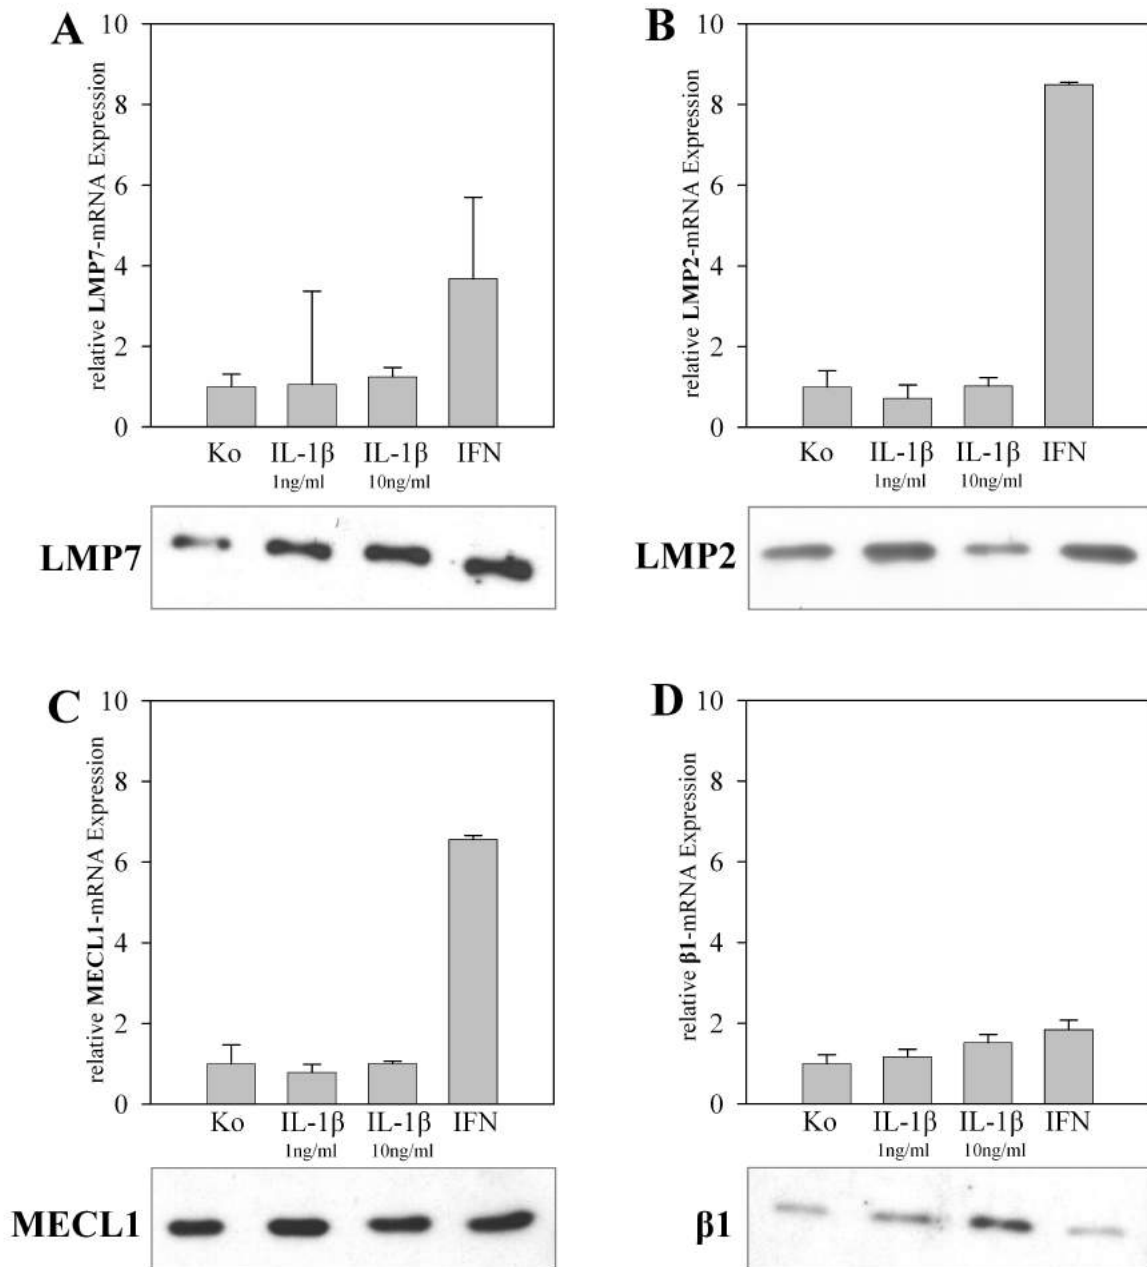 A
relative LMP7-mRNA Expression
10
8
6
4
2
0
Ko IL-1β IL-1β IFN
1ng/ml 10ng/ml
LMP7
B
relative LMP2-mRNA Expression
10
8
6
4
2
0
Ko IL-1β IL-1β IFN
1ng/ml 10ng/ml
LMP2
C
relative MECL1-mRNA Expression
10
8
6
4
2
0
Ko IL-1β IL-1β IFN
1ng/ml 10ng/ml
MECL1
D
relative β1-mRNA Expression
10
8
6
4
2
0
Ko IL-1β IL-1β IFN
1ng/ml 10ng/ml
β1